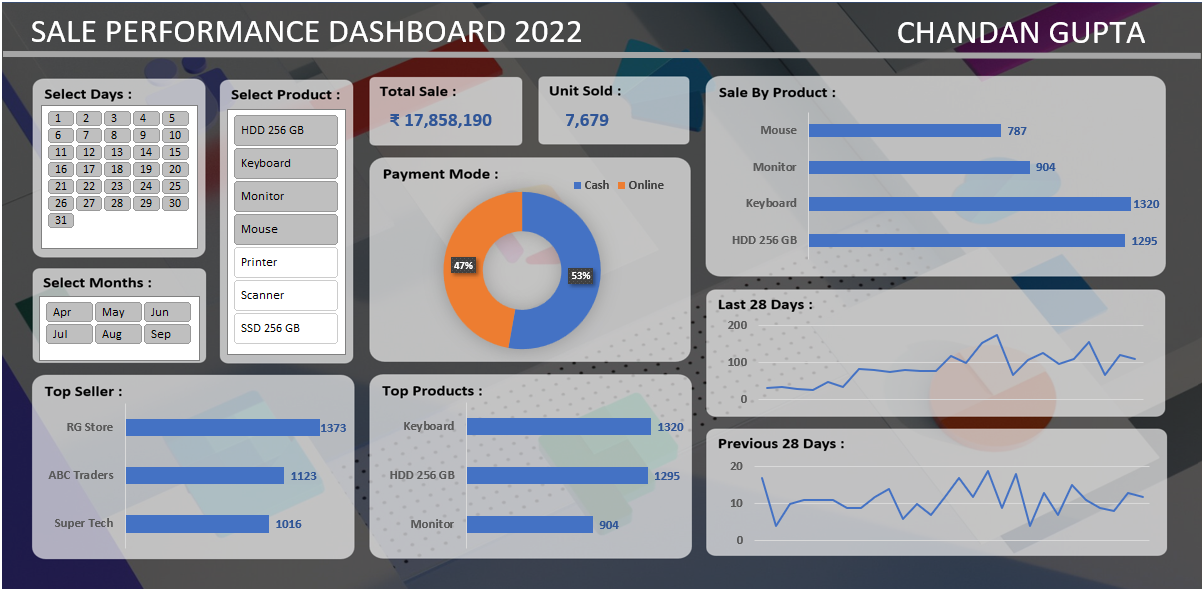 SALE PERFORMANCE DASHBOARD 2022
CHANDAN GUPTA
Select Days :
1 2 3 4 5
6 7 8 9 10
11 12 13 14 15
16 17 18 19 20
21 22 23 24 25
26 27 28 29 30
31
Select Months :
Apr May Jun
Jul Aug Sep
Select Product :
HDD 256 GB
Keyboard
Monitor
Mouse
Printer
Scanner
SSD 256 GB
Total Sale :
₹ 17,858,190
Unit Sold :
7,679
Payment Mode :
Cash Online
47%
53%
Sale By Product :
Mouse 787
Monitor 904
Keyboard 1320
HDD 256 GB 1295
Last 28 Days :
200
100
0
Previous 28 Days :
20
10
0
Top Seller :
RG Store 1373
ABC Traders 1123
Super Tech 1016
Top Products :
Keyboard 1320
HDD 256 GB 1295
Monitor 904